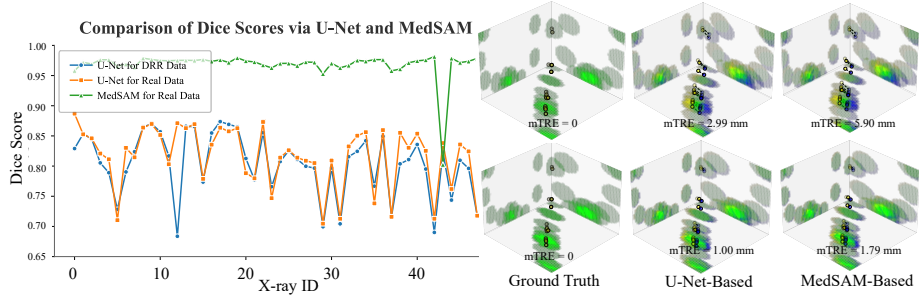 Comparison of Dice Scores via U-Net and MedSAM
1.00
0.95
0.90
0.85
0.80
0.75
0.70
0.65
Dice Score
U-Net for DRR Data
U-Net for Real Data
MedSAM for Real Data
0
10
20
30
40
X-ray ID
mTRE = 0
mTRE = 2.99 mm
mTRE = 5.90 mm
mTRE = 0
mTRE = 1.00 mm
mTRE = 1.79 mm
Ground Truth
U-Net-Based
MedSAM-Based